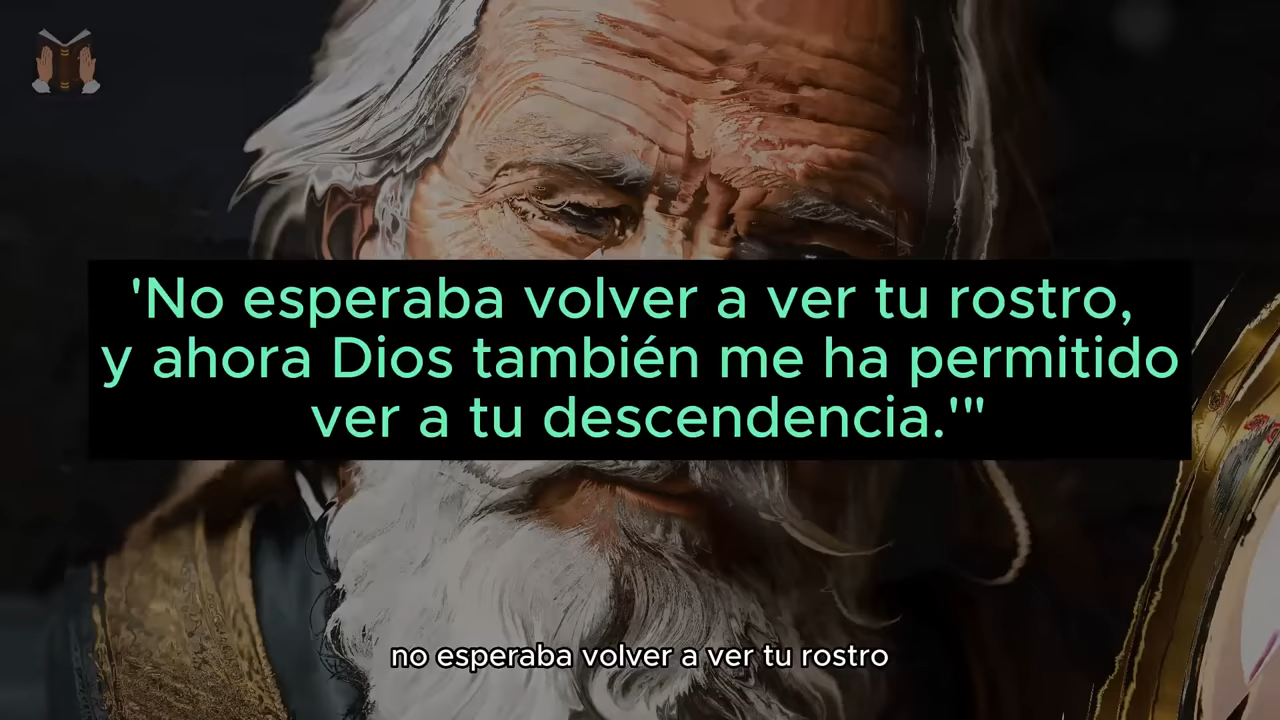 'No esperaba volver a ver tu rostro,
y ahora Dios también me ha permitido
ver a tu descendencia.'"
no esperaba volver a ver tu rostro